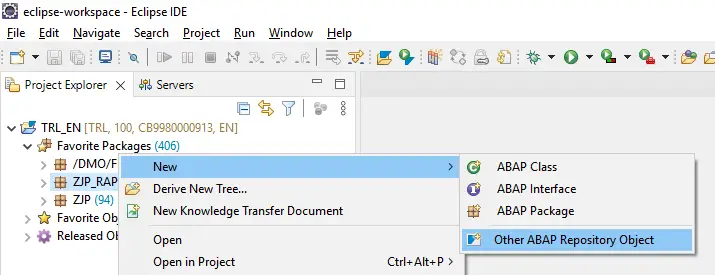 eclipse-workspace - Eclipse IDE
File Edit Navigate Search Project Run Window Help
Project Explorer Servers
TRL_EN [TRL, 100, CB9980000913, EN]
Favorite Packages (406)
/DMO/F
ZJP_RAP
ZJP (94)
Favorite Obj
Released Ob
New
Derive New Tree...
New Knowledge Transfer Document
Open
Open in Project Ctrl+Alt+P
ABAP Class
ABAP Interface
ABAP Package
Other ABAP Repository Object